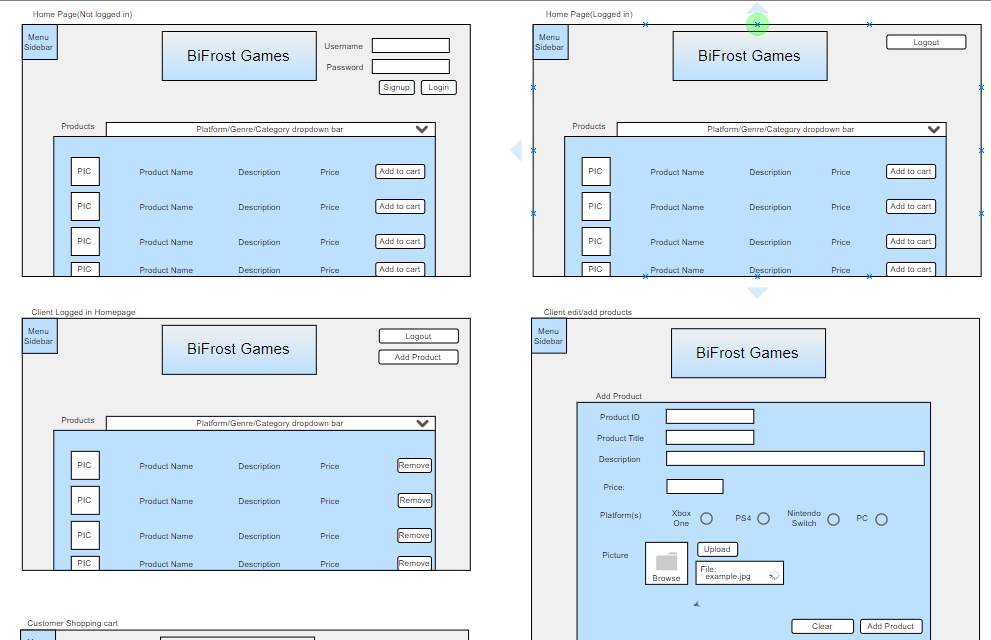 Home Page(Not logged in)
Menu
Sidebar
BiFrost Games
Username
Password
Signup
Login
Products
Platform/Genre/Category dropdown bar
PIC
Product Name
Description
Price
Add to cart
PIC
Product Name
Description
Price
Add to cart
PIC
Product Name
Description
Price
Add to cart
PIC
Product Name
Description
Price
Add to cart
Home Page(Logged in)
Menu
Sidebar
BiFrost Games
Logout
Products
Platform/Genre/Category dropdown bar
PIC
Product Name
Description
Price
Add to cart
PIC
Product Name
Description
Price
Add to cart
PIC
Product Name
Description
Price
Add to cart
PIC
Product Name
Description
Price
Add to cart
Client Logged in Homepage
Menu
Sidebar
BiFrost Games
Logout
Add Product
Products
Platform/Genre/Category dropdown bar
PIC
Product Name
Description
Price
Remove
PIC
Product Name
Description
Price
Remove
PIC
Product Name
Description
Price
Remove
PIC
Product Name
Description
Price
Remove
Client edit/add products
Menu
Sidebar
BiFrost Games
Add Product
Product ID
Product Title
Description
Price:
Platform(s)
Xbox
One
PS4
Nintendo
Switch
PC
Picture
Browse
Upload
File:
example.jpg
Clear
Add Product
Customer Shopping cart